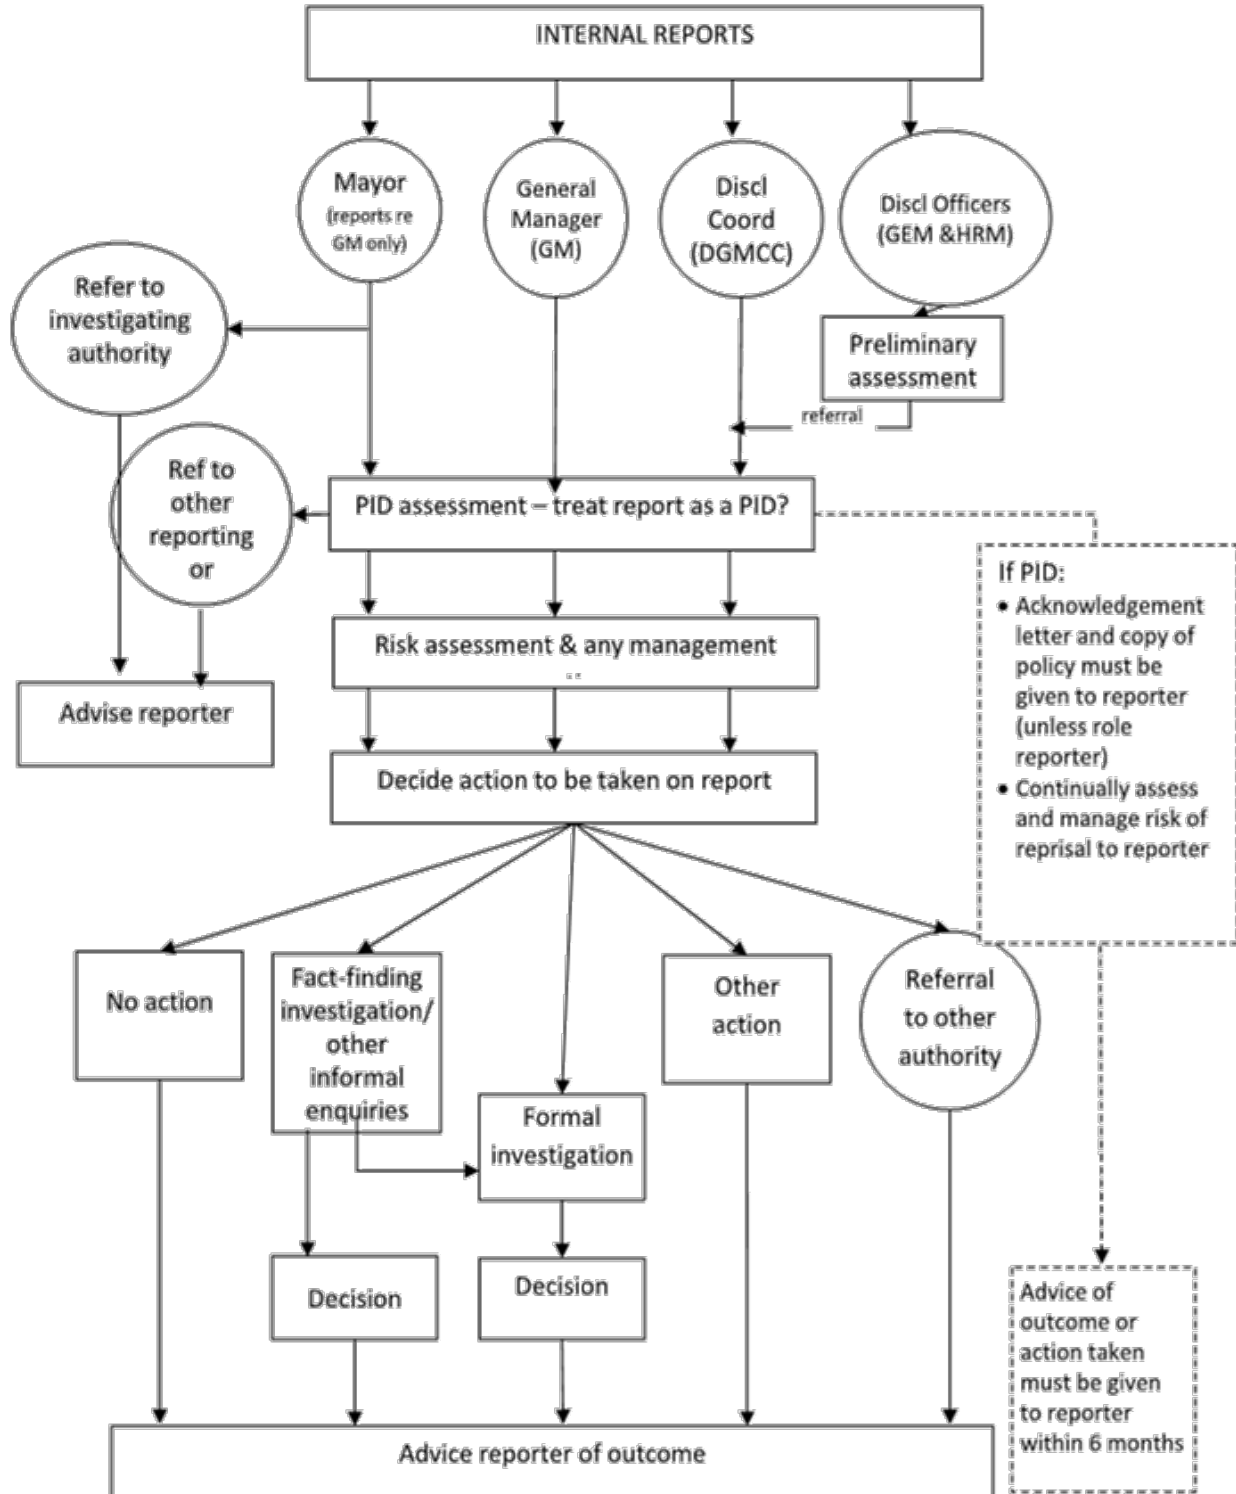 INTERNAL REPORTS
Mayor
(reports re
GM only)
General
Manager
(GM)
Discl
Coord
(DGMCC)
Discl Officers
(GEM &HRM)
Refer to
investigating
authority
Preliminary
assessment
referral
Ref to
other
reporting
or
PID assessment – treat report as a PID?
If PID:
• Acknowledgement
letter and copy of
policy must be
given to reporter
(unless role
reporter)
• Continually assess
and manage risk of
reprisal to reporter
Risk assessment & any management
Advise reporter
Decide action to be taken on report
No action
Fact-finding
investigation/
other
informal
enquiries
Formal
investigation
Other
action
Referral
to other
authority
Decision
Decision
Advice of
outcome or
action taken
must be given
to reporter
within 6 months
Advice reporter of outcome